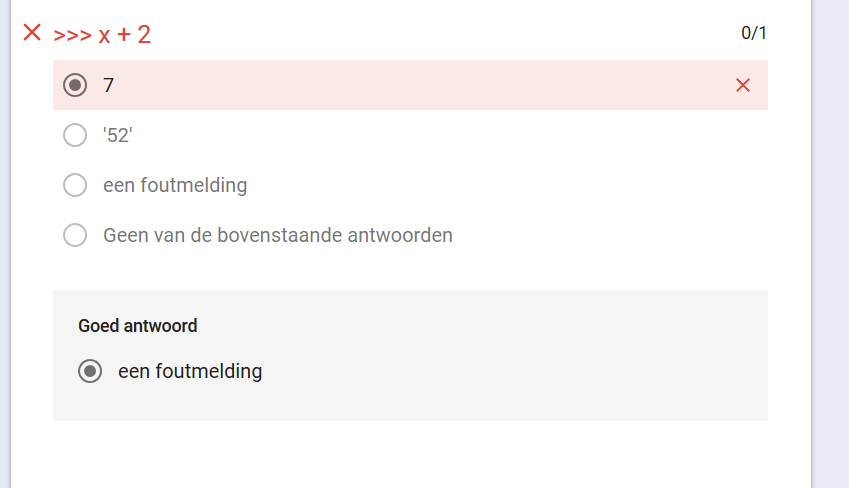 >>> x + 2
0/1
7
'52'
een foutmelding
Geen van de bovenstaande antwoorden
Goed antwoord
een foutmelding